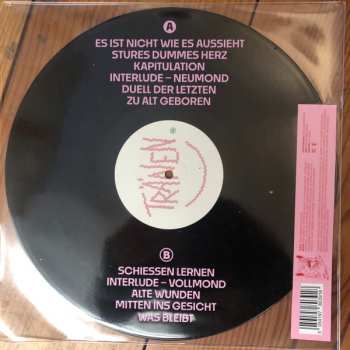 A
ES IST NICHT WIE ES AUSSIEHT
STURES DUMMES HERZ
KAPITULATION
INTERLUDE – NEUMOND
DUELL DER LETZTEN
ZU ALT GEBOREN
TRÄNEN
B
SCHIESSEN LERNEN
INTERLUDE – VOLLMOND
ALTE WUNDEN
MITTEN INS GESICHT
WAS BLEIBT